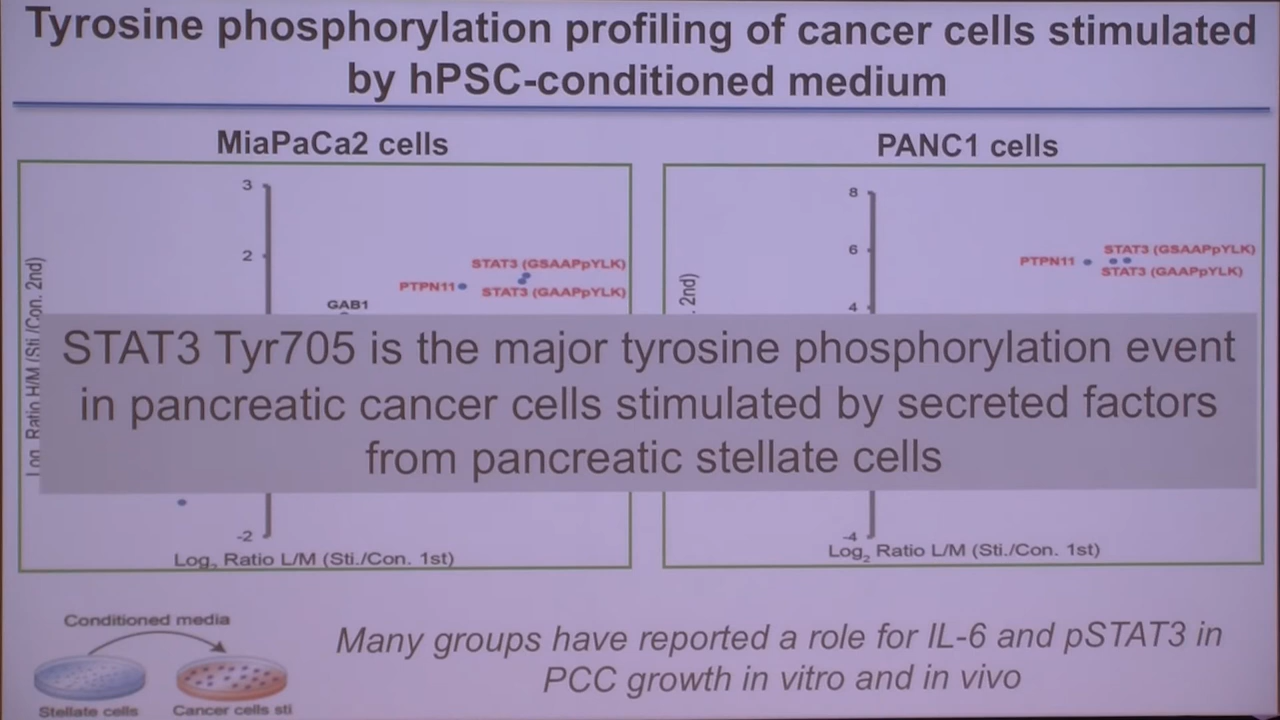 Tyrosine phosphorylation profiling of cancer cells stimulated
by hPSC-conditioned medium
MiaPaCa2 cells
3
2
STAT3 (GSAAPpYLK)
PTPN11
STAT3 (GAAPpYLK)
GAB1
-2
Log₂ Ratio H/M (Sti./Con. 2nd)
Log₂ Ratio L/M (Sti./Con. 1st)
PANC1 cells
8
6
4
STAT3 (GSAAPpYLK)
PTPN11
STAT3 (GAAPpYLK)
-4
. 2nd)
Log₂ Ratio L/M (Sti./Con. 1st)
STAT3 Tyr705 is the major tyrosine phosphorylation event
in pancreatic cancer cells stimulated by secreted factors
from pancreatic stellate cells
Conditioned media
Stellate cells
Cancer cells sti
Many groups have reported a role for IL-6 and pSTAT3 in
PCC growth in vitro and in vivo